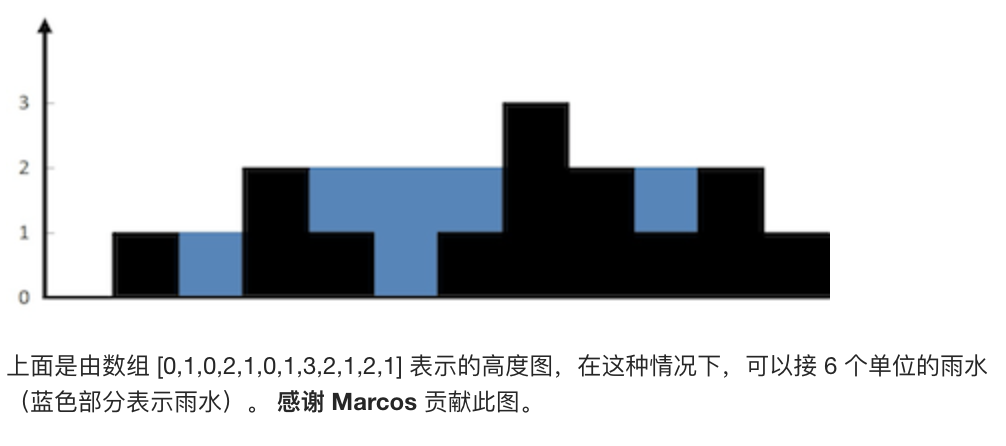 3
2
1
0
上面是由数组 [0,1,0,2,1,0,1,3,2,1,2,1] 表示的高度图，在这种情况下，可以接 6 个单位的雨水
（蓝色部分表示雨水）。 感谢 Marcos 贡献此图。